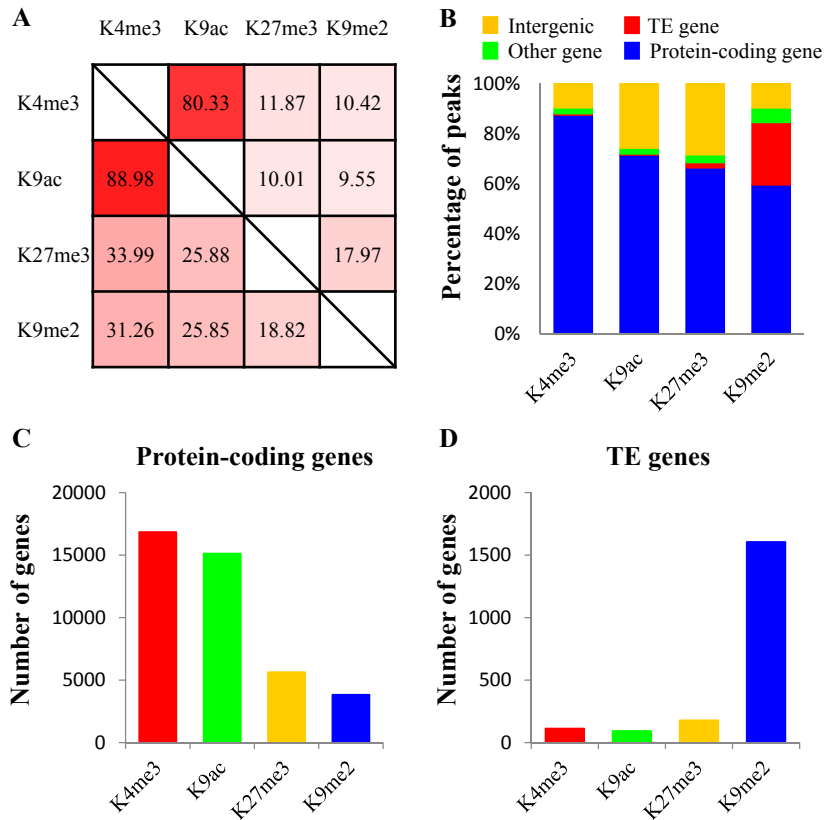 A
K4me3 K9ac K27me3 K9me2
K4me3 80.33 11.87 10.42
K9ac 88.98 10.01 9.55
K27me3 33.99 25.88 17.97
K9me2 31.26 25.85 18.82
B
Intergenic TE gene
Other gene Protein-coding gene
Percentage of peaks
100%
80%
60%
40%
20%
0%
K4me3 K9ac K27me3 K9me2
C
Protein-coding genes
Number of genes
20000
15000
10000
5000
0
K4me3 K9ac K27me3 K9me2
D
TE genes
Number of genes
2000
1500
1000
500
0
K4me3 K9ac K27me3 K9me2